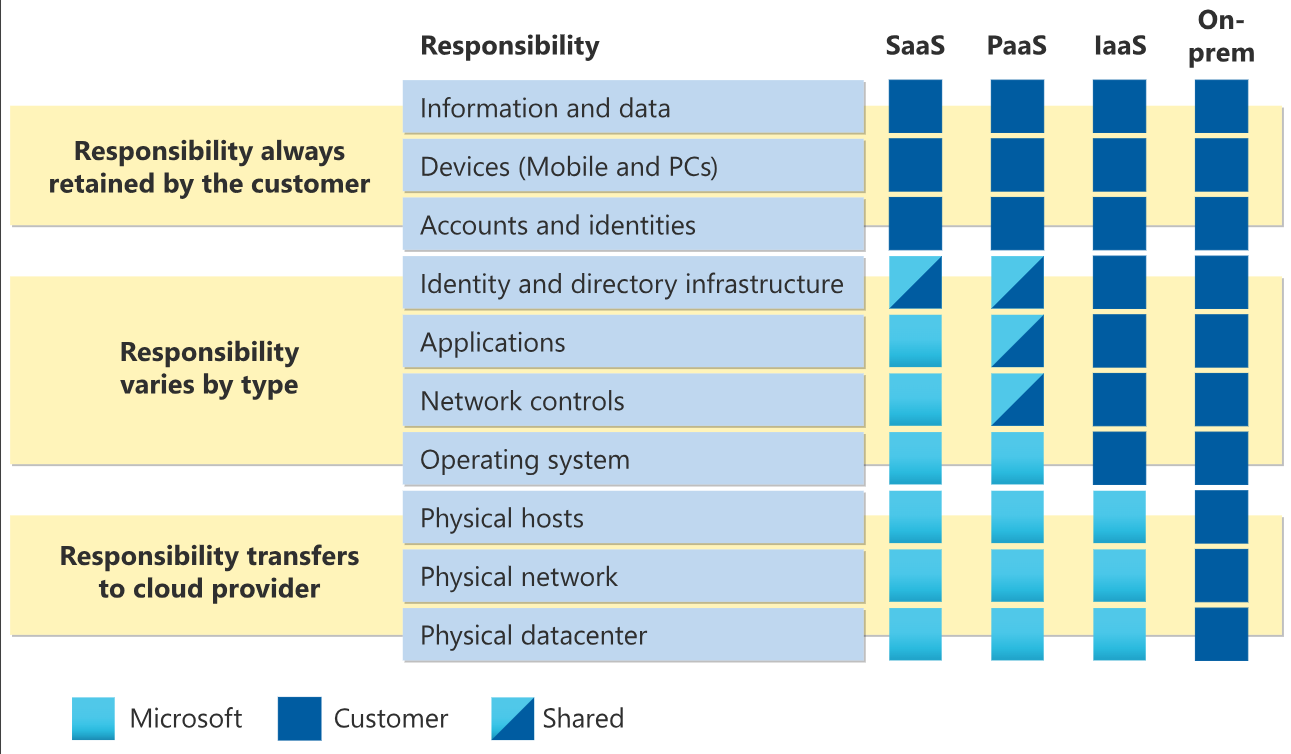 Responsibility
SaaS
PaaS
IaaS
On-
prem
Responsibility always
retained by the customer
Information and data
Devices (Mobile and PCs)
Accounts and identities
Responsibility
varies by type
Identity and directory infrastructure
Applications
Network controls
Operating system
Responsibility transfers
to cloud provider
Physical hosts
Physical network
Physical datacenter
Microsoft
Customer
Shared